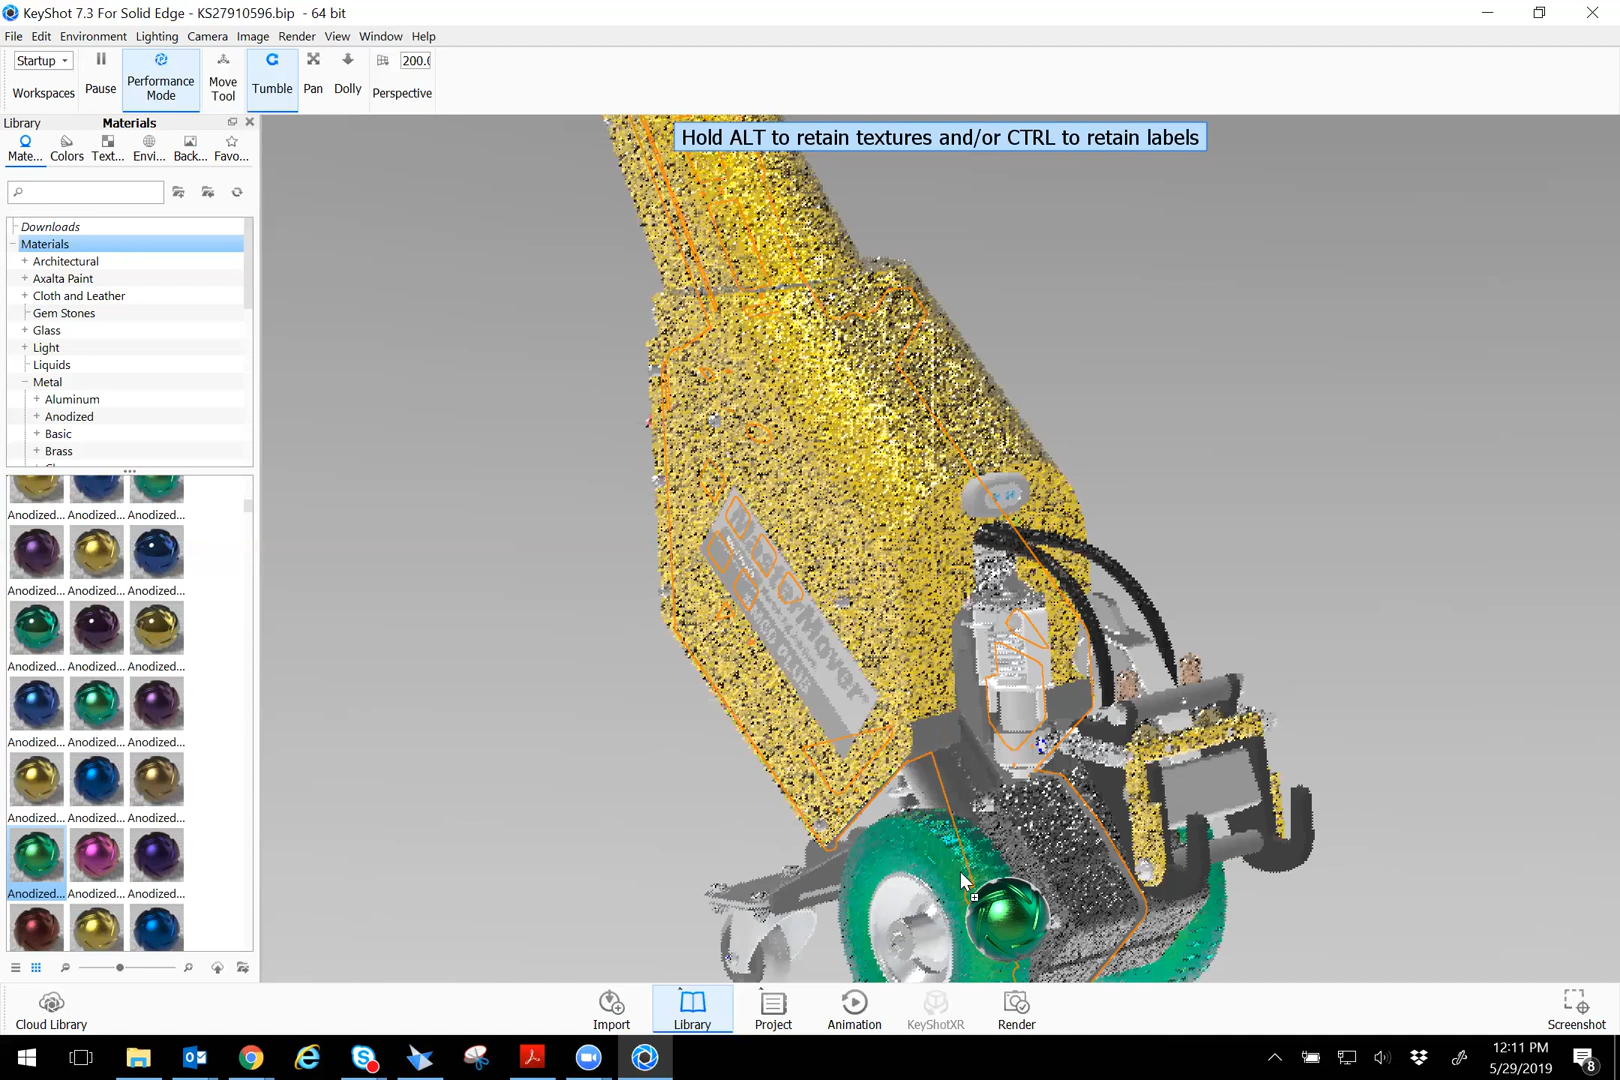 KeyShot 7.3 For Solid Edge - KS27910596.bip - 64 bit
File Edit Environment Lighting Camera Image Render View Window Help
Startup
Workspaces
Pause
Performance Mode
Move Tool
Tumble
Pan
Dolly
Perspective
Library
Materials
Mate... Colors Text... Envi... Back... Favo...
Hold ALT to retain textures and/or CTRL to retain labels
Downloads
Materials
Architectural
Axalta Paint
Cloth and Leather
Gem Stones
Glass
Light
Liquids
Metal
Aluminum
Anodized
Basic
Brass
Anodized... Anodized... Anodized...
Anodized... Anodized... Anodized...
Anodized... Anodized... Anodized...
Anodized... Anodized... Anodized...
Anodized... Anodized... Anodized...
Anodized... Anodized... Anodized...
Cloud Library
Import
Library
Project
Animation
KeyShotXR
Render
Screenshot
12:11 PM
5/29/2019
8